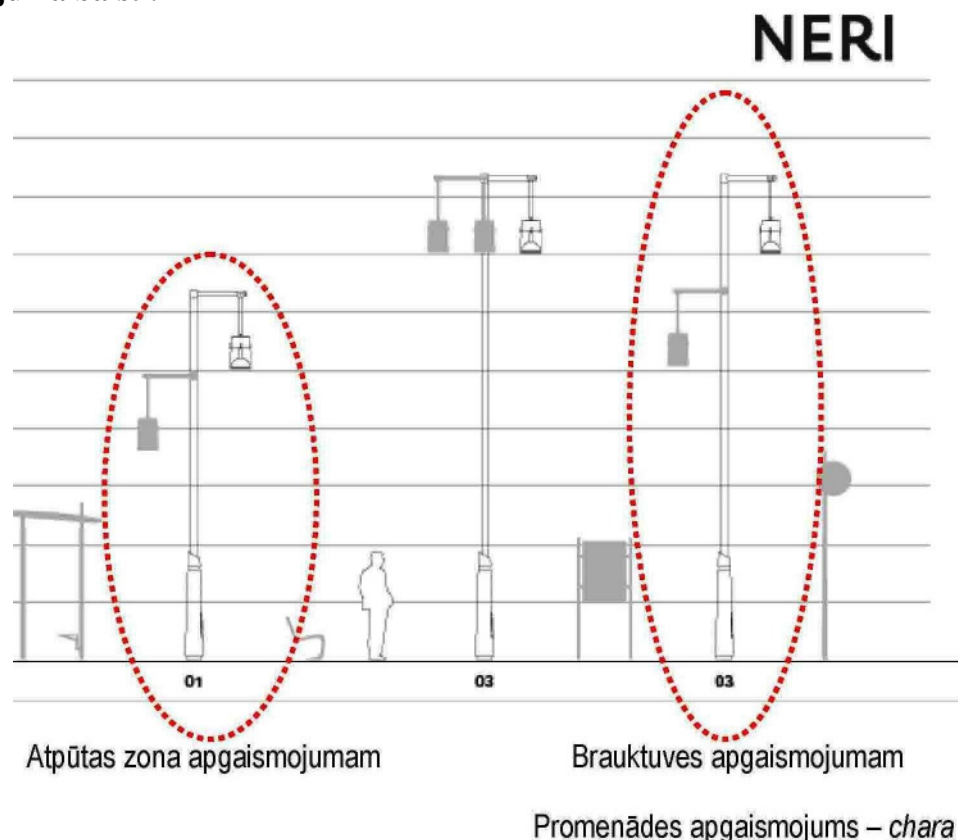 NERI
01
03
03
Atpūtas zona apgaismojumam
Brauktuves apgaismojumam
Promenādes apgaismojums – chara